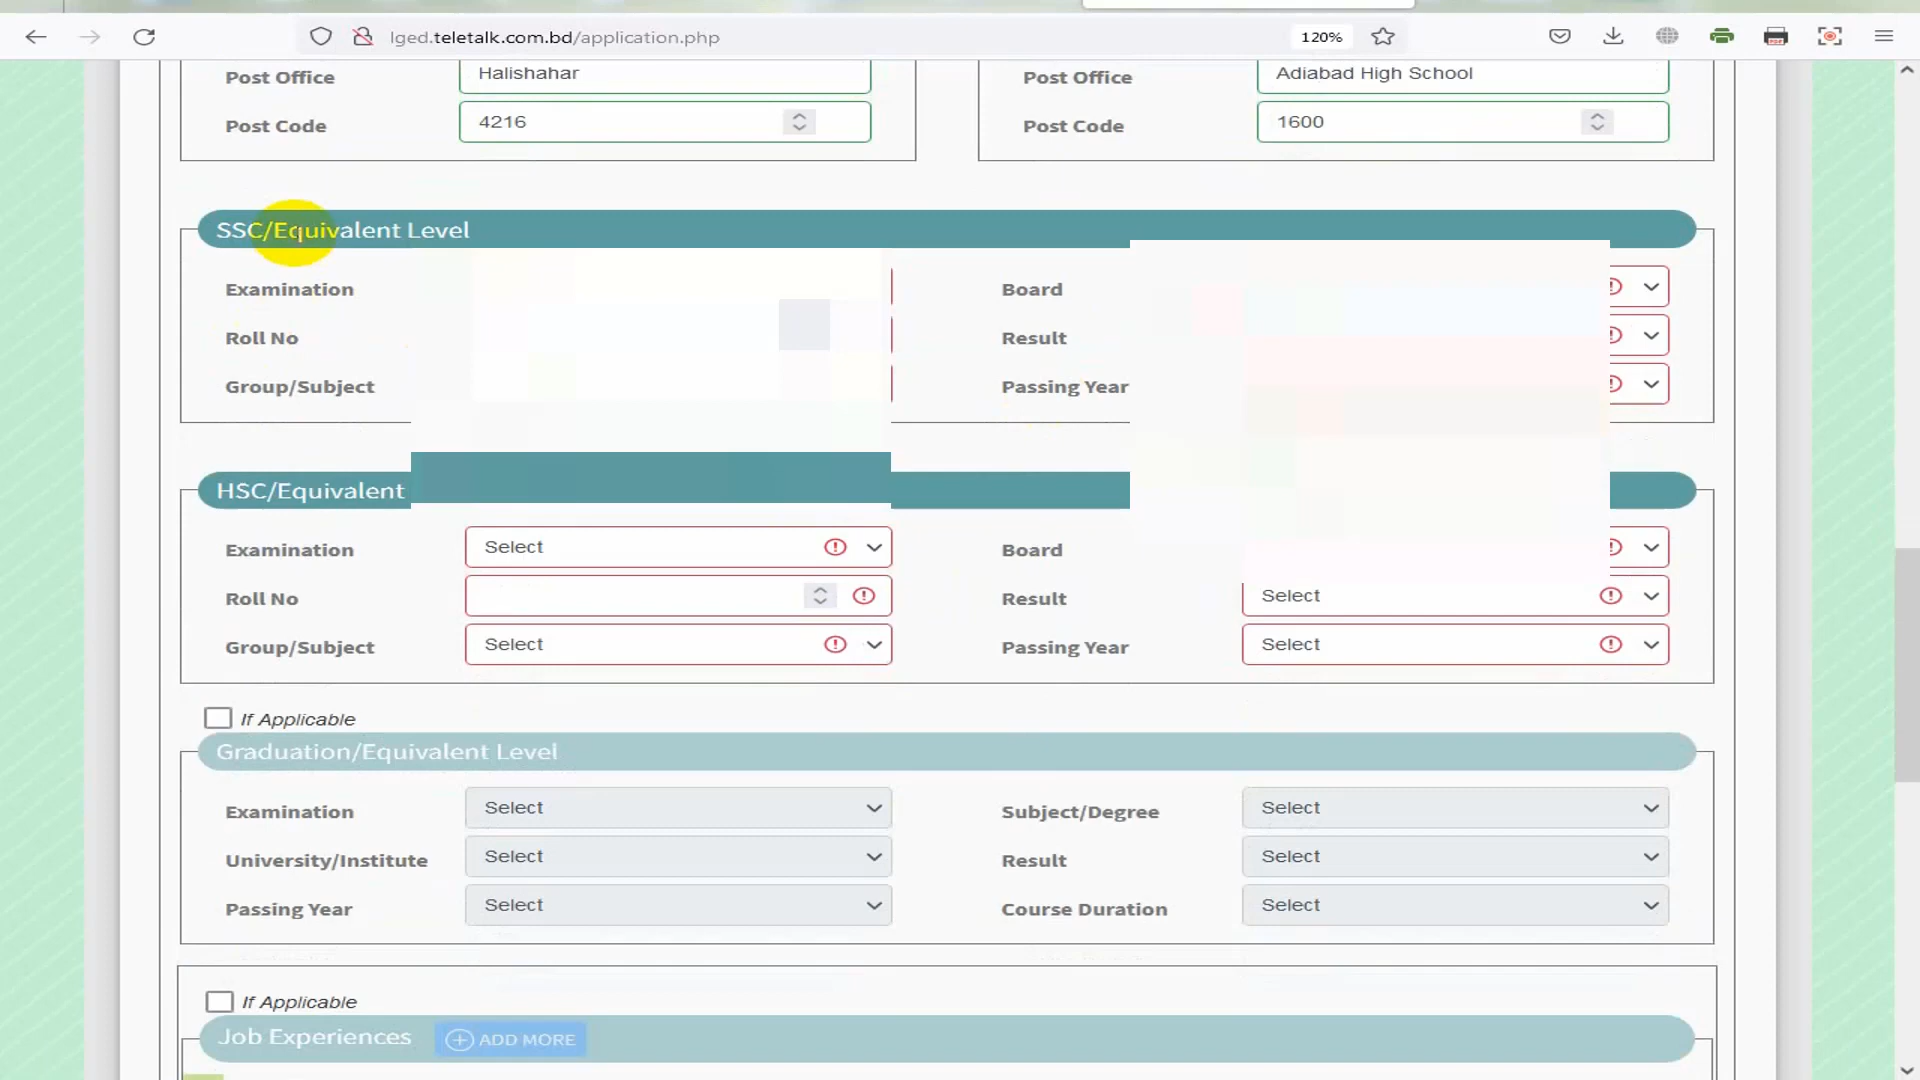 lged.teletalk.com.bd/application.php 120%
Post Office Halishahar Post Office Adiabad High School
Post Code 4216 Post Code 1600
SSC/Equivalent Level
Examination Board
Roll No Result
Group/Subject Passing Year
HSC/Equivalent
Examination Select Board
Roll No Result Select
Group/Subject Select Passing Year Select
If Applicable
Graduation/Equivalent Level
Examination Select Subject/Degree Select
University/Institute Select Result Select
Passing Year Select Course Duration Select
If Applicable
Job Experiences ADD MORE